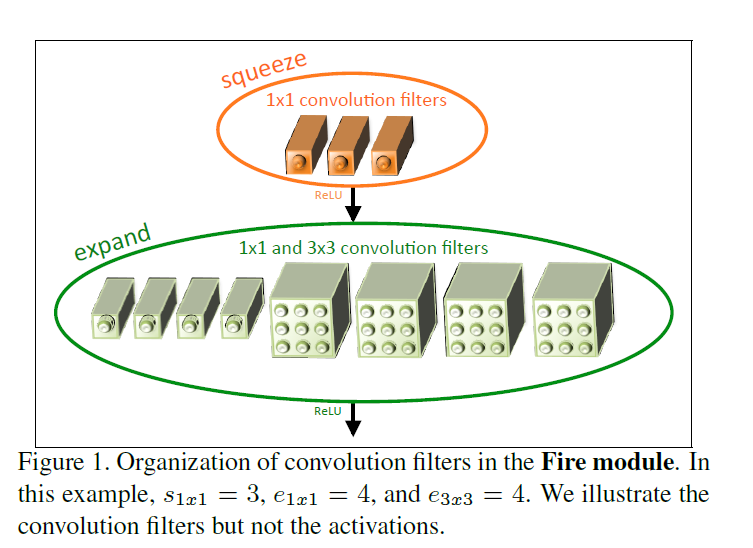 squeeze
1x1 convolution filters
ReLU
expand
1x1 and 3x3 convolution filters
ReLU
Figure 1. Organization of convolution filters in the Fire module. In
this example, s1x1 = 3, e1x1 = 4, and e3x3 = 4. We illustrate the
convolution filters but not the activations.